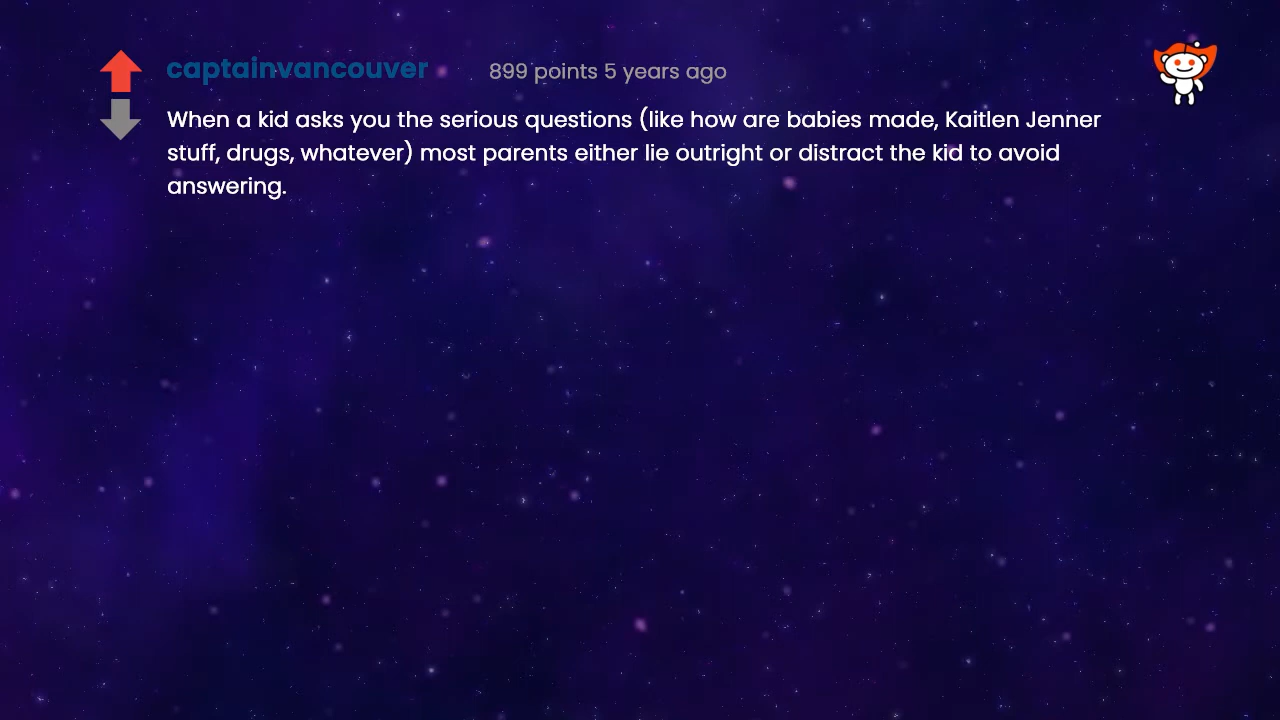 captainvancouver 899 points 5 years ago
When a kid asks you the serious questions (like how are babies made, Kaitlen Jenner
stuff, drugs, whatever) most parents either lie outright or distract the kid to avoid
answering.